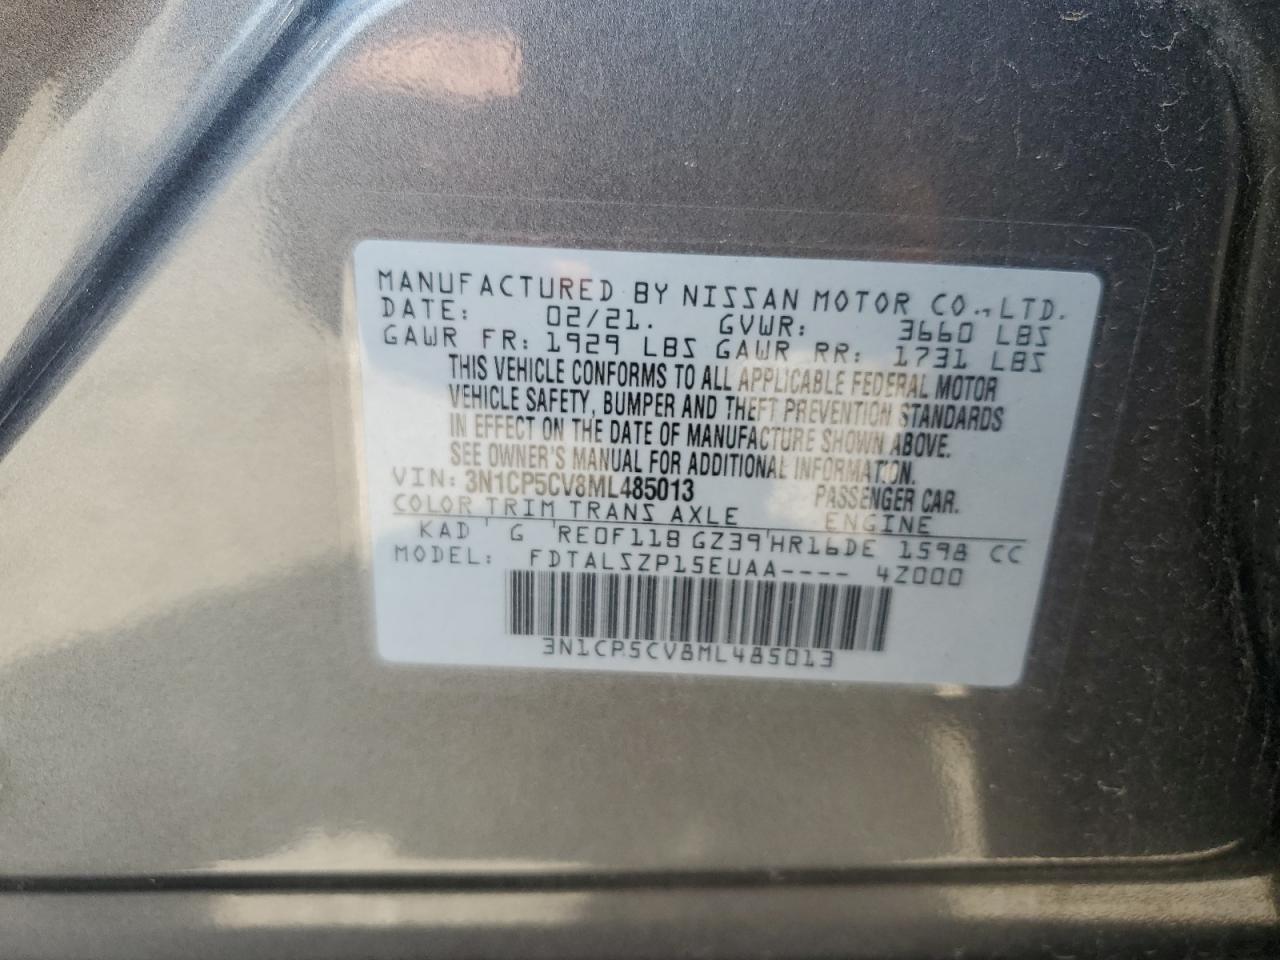 MANUFACTURED BY NISSAN MOTOR CO., LTD.
DATE: 02/21. GVWR: 3660 LBS
GAWR FR: 1929 LBS GAWR RR: 1731 LBS
THIS VEHICLE CONFORMS TO ALL APPLICABLE FEDERAL MOTOR
VEHICLE SAFETY, BUMPER AND THEFT PREVENTION STANDARDS
IN EFFECT ON THE DATE OF MANUFACTURE SHOWN ABOVE.
SEE OWNER'S MANUAL FOR ADDITIONAL INFORMATION.
VIN: 3N1CP5CV8ML485013 PASSENGER CAR.
COLOR TRIM TRANS AXLE ENGINE
KAD G RE0F11B GZ39 HR16DE 1598 CC
MODEL: FDTALSZP15EUAA---- 4Z000
3N1CP5CV8ML485013